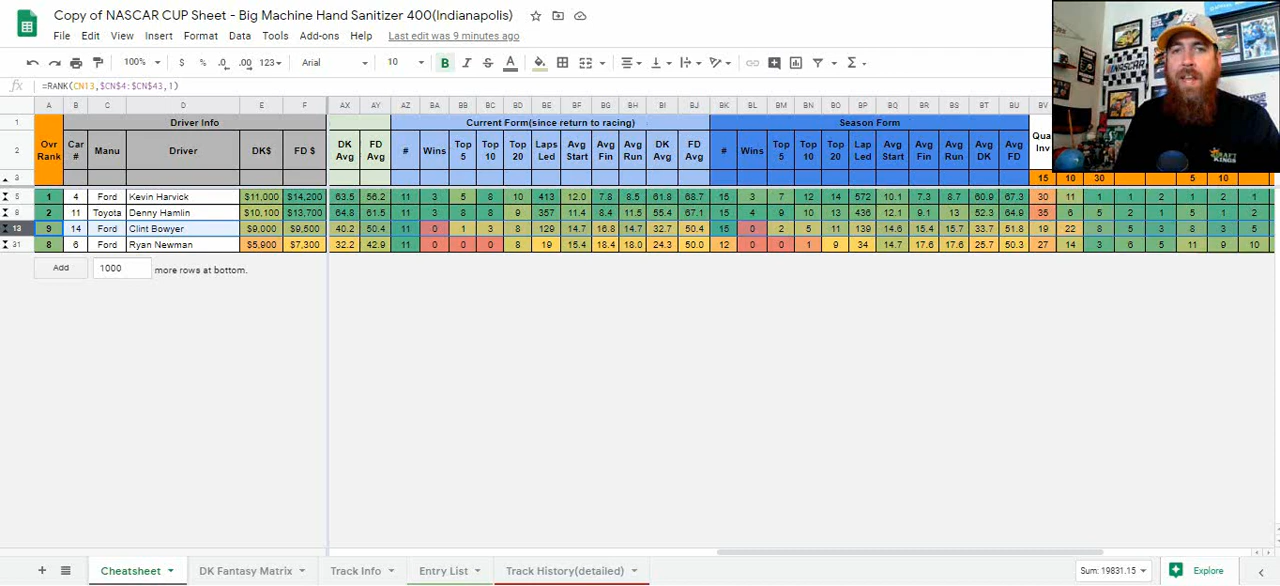 Copy of NASCAR CUP Sheet - Big Machine Hand Sanitizer 400(Indianapolis)
File Edit View Insert Format Data Tools Add-ons Help Last edit was 9 minutes ago
100% $ % .0 .00 123 Arial 10 B I S A
fx =RANK(CN13,$CN$4:$CN$43,1)
A B C D E F AX AY AZ BA BB BC BD BE BF BG BH BI BJ BK BL BM BN BO BP BQ BR BS BT BU BV
1 Driver Info Current Form(since return to racing) Season Form
2 Ovr Rank Car # Manu Driver DK$ FD $ DK Avg FD Avg # Wins Top 5 Top 10 Top 20 Laps Led Avg Start Avg Fin Avg Run DK Avg FD Avg # Wins Top 5 Top 10 Top 20 Laps Led Avg Start Avg Fin Avg Run Avg DK Avg FD
3 15 10 30 5 10
5 1 4 Ford Kevin Harvick $11,000 $14,200 63.5 56.2 11 3 5 8 10 413 12.0 7.8 8.5 61.8 68.7 15 3 7 12 14 572 10.1 7.3 8.7 60.9 67.3 30 11 1 1 1 2 1
2 11 Toyota Denny Hamlin $10,100 $13,700 64.8 61.5 11 3 8 8 9 357 11.4 8.4 11.5 55.4 67.1 15 4 9 10 13 436 12.1 9.1 11.5 52.3 64.9 35 6 5 2 1 5 1 2
13 9 14 Ford Clint Bowyer $9,000 $9,500 40.2 50.4 11 0 1 3 8 129 14.7 16.8 14.7 32.7 50.4 15 0 2 5 11 139 14.6 15.4 15.7 33.7 51.8 19 22 8 5 3 8 3 5
31 8 6 Ford Ryan Newman $5,900 $7,300 32.2 42.9 11 0 0 0 8 19 15.4 18.4 18.0 24.3 50.0 12 0 0 1 9 34 14.7 17.6 17.6 25.7 50.3 27 14 3 6 5 11 9 10
Add 1000 more rows at bottom.
Cheatsheet DK Fantasy Matrix Track Info Entry List Track History(detailed) Sum: 19831.15 Explore